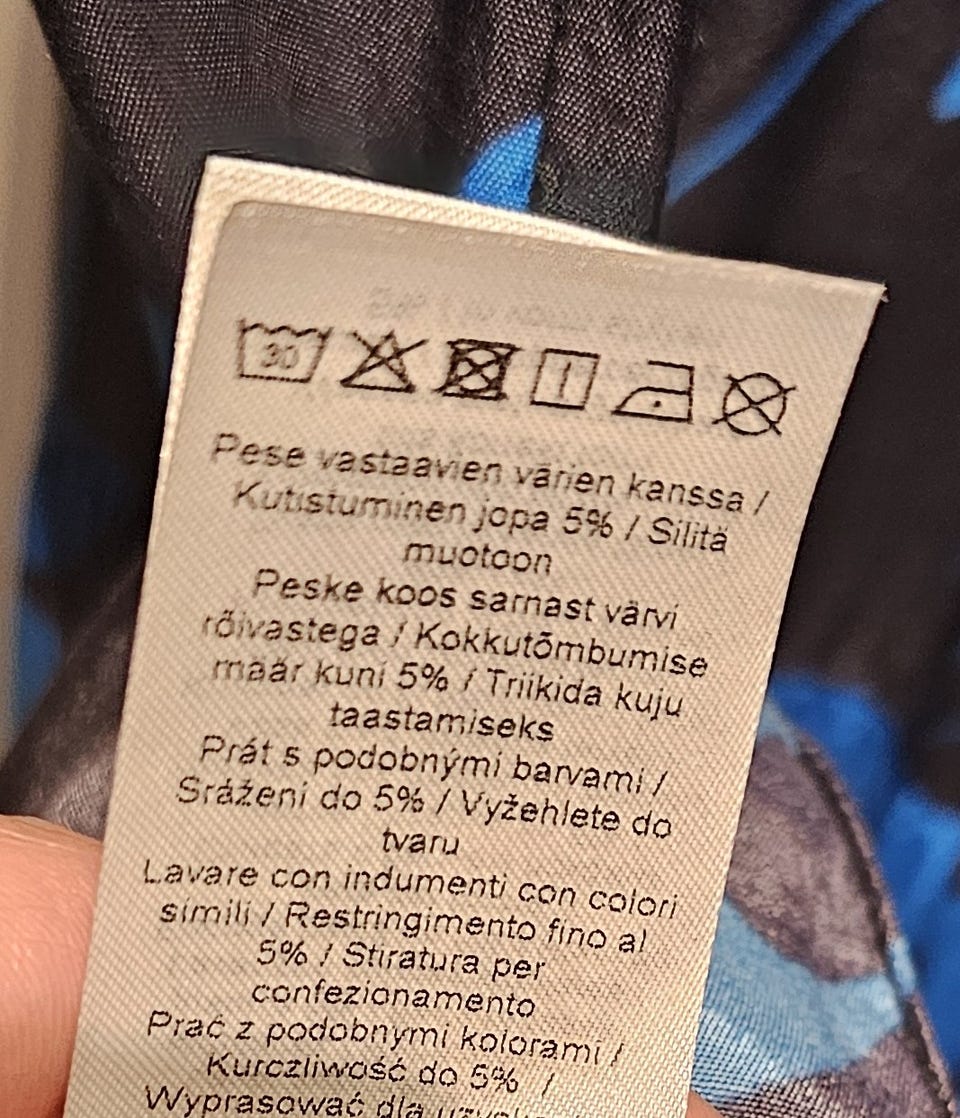 30
Pese vastaavien värien kanssa /
Kutistuminen jopa 5% / Silitä
muotoon
Peske koos sarnast värvi
rõivastega / Kokkutõmbumise
määr kuni 5% / Triikida kuju
taastamiseks
Prát s podobnými barvami /
Srážení do 5% / Vyžehlete do
tvaru
Lavare con indumenti con colori
simili / Restringimento fino al
5% / Stiratura per
confezionamento
Prać z podobnymi kolorami /
Kurczliwość do 5% /
Wyprasować dla